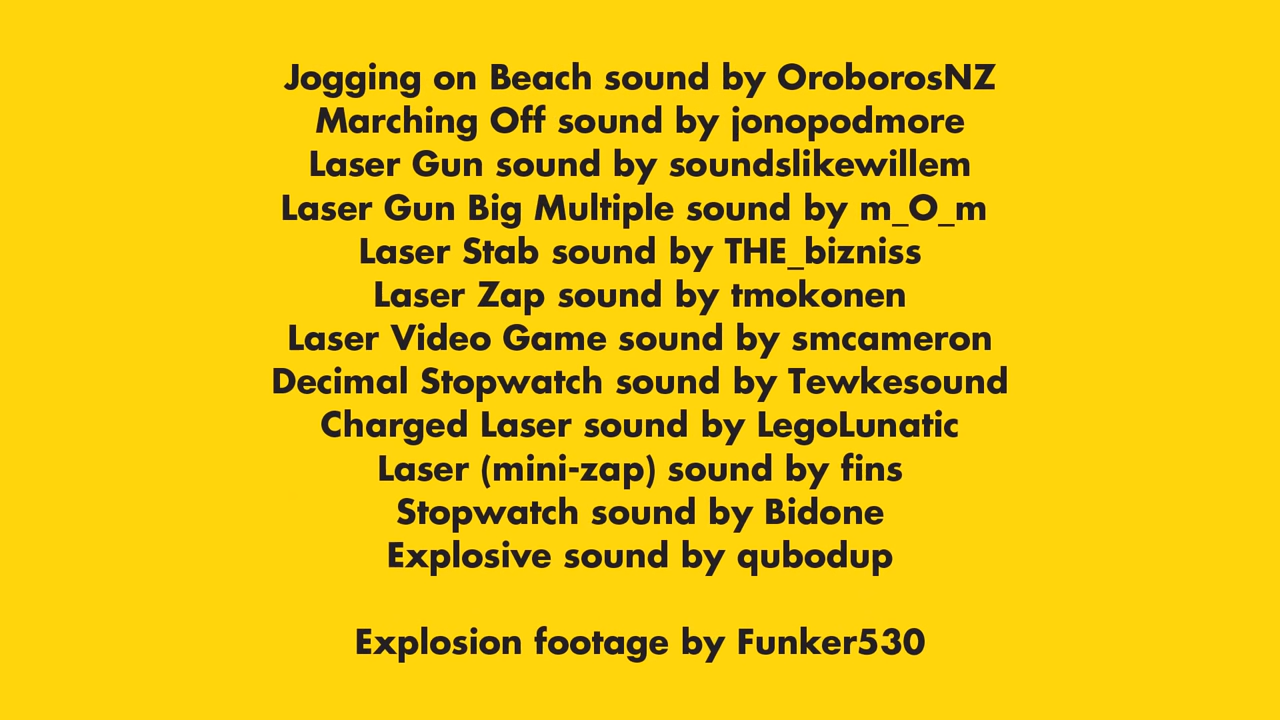 Jogging on Beach sound by OroborosNZ
Marching Off sound by jonopodmore
Laser Gun sound by soundslikewillem
Laser Gun Big Multiple sound by m_O_m
Laser Stab sound by THE_bizniss
Laser Zap sound by tmokonen
Laser Video Game sound by smcameron
Decimal Stopwatch sound by Tewkesound
Charged Laser sound by LegoLunatic
Laser (mini-zap) sound by fins
Stopwatch sound by Bidone
Explosive sound by qubodup
Explosion footage by Funker530